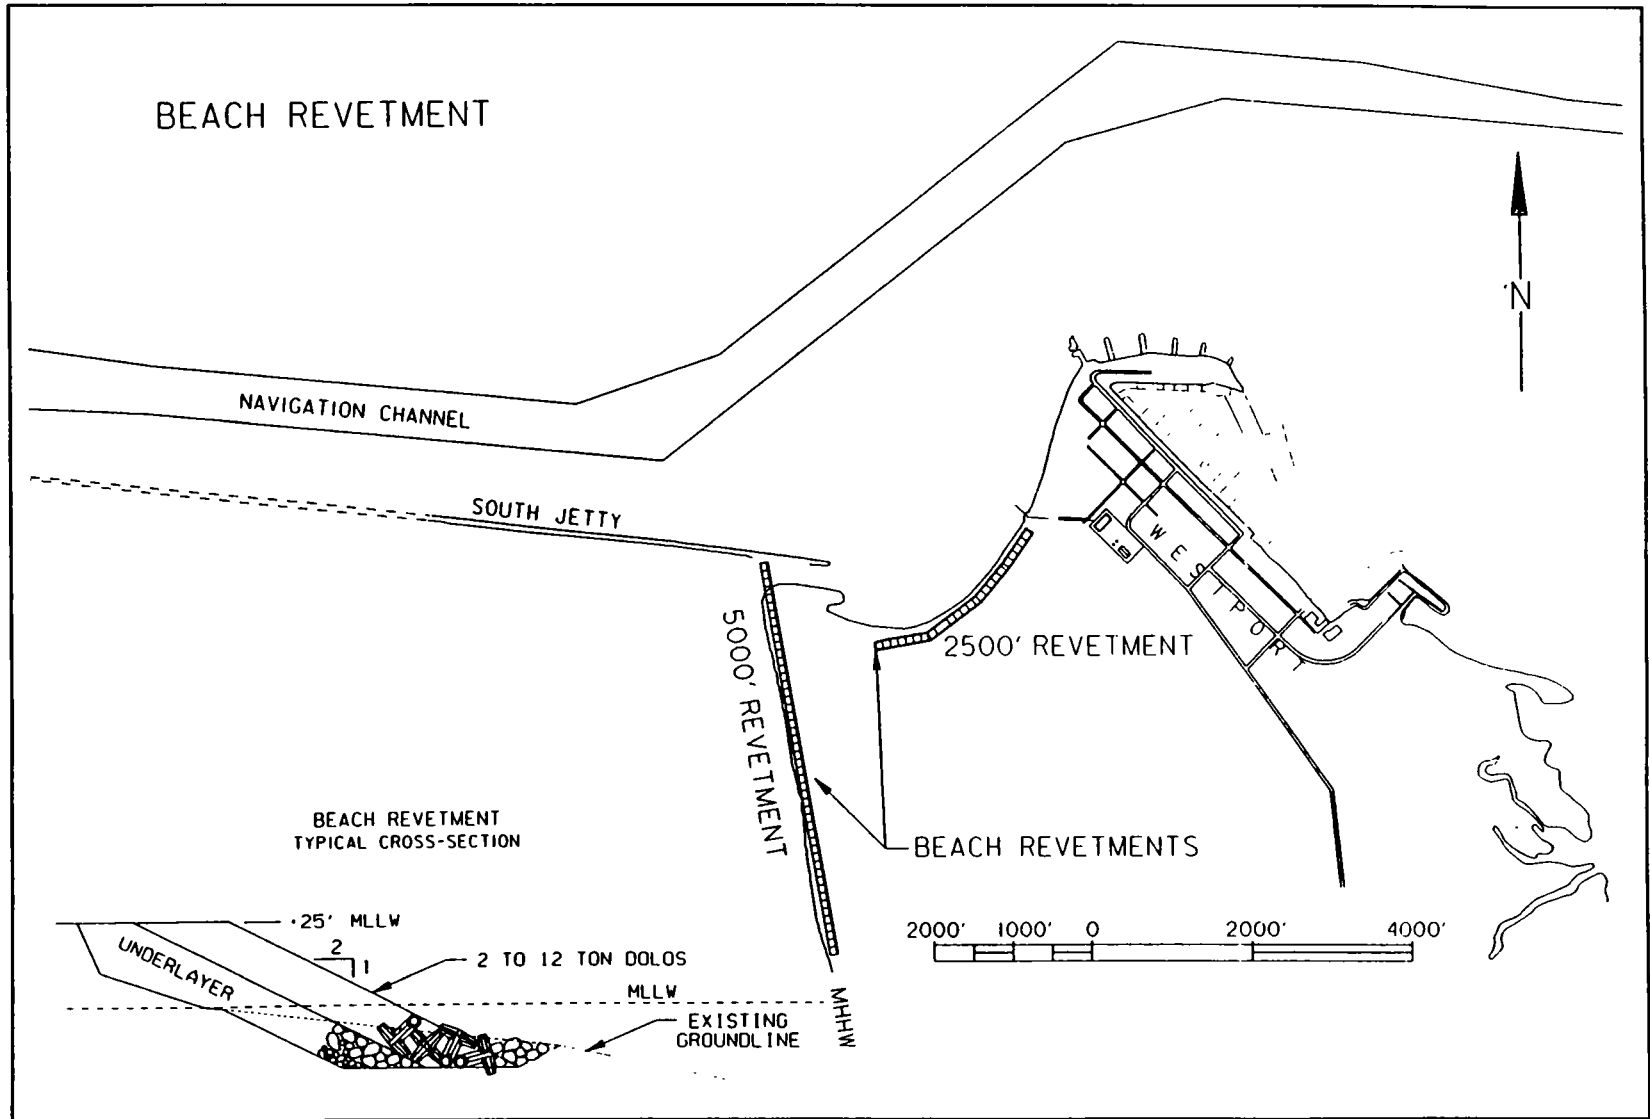 BEACH REVETMENT
N
NAVIGATION CHANNEL
SOUTH JETTY
WESTPORT
5000' REVETMENT
2500' REVETMENT
BEACH REVETMENTS
BEACH REVETMENT
TYPICAL CROSS-SECTION
2000' 1000' 0 2000' 4000'
+25' MLLW
2
1
UNDERLAYER
2 TO 12 TON DOLOS
MLLW
MHHW
EXISTING
GROUNDLINE